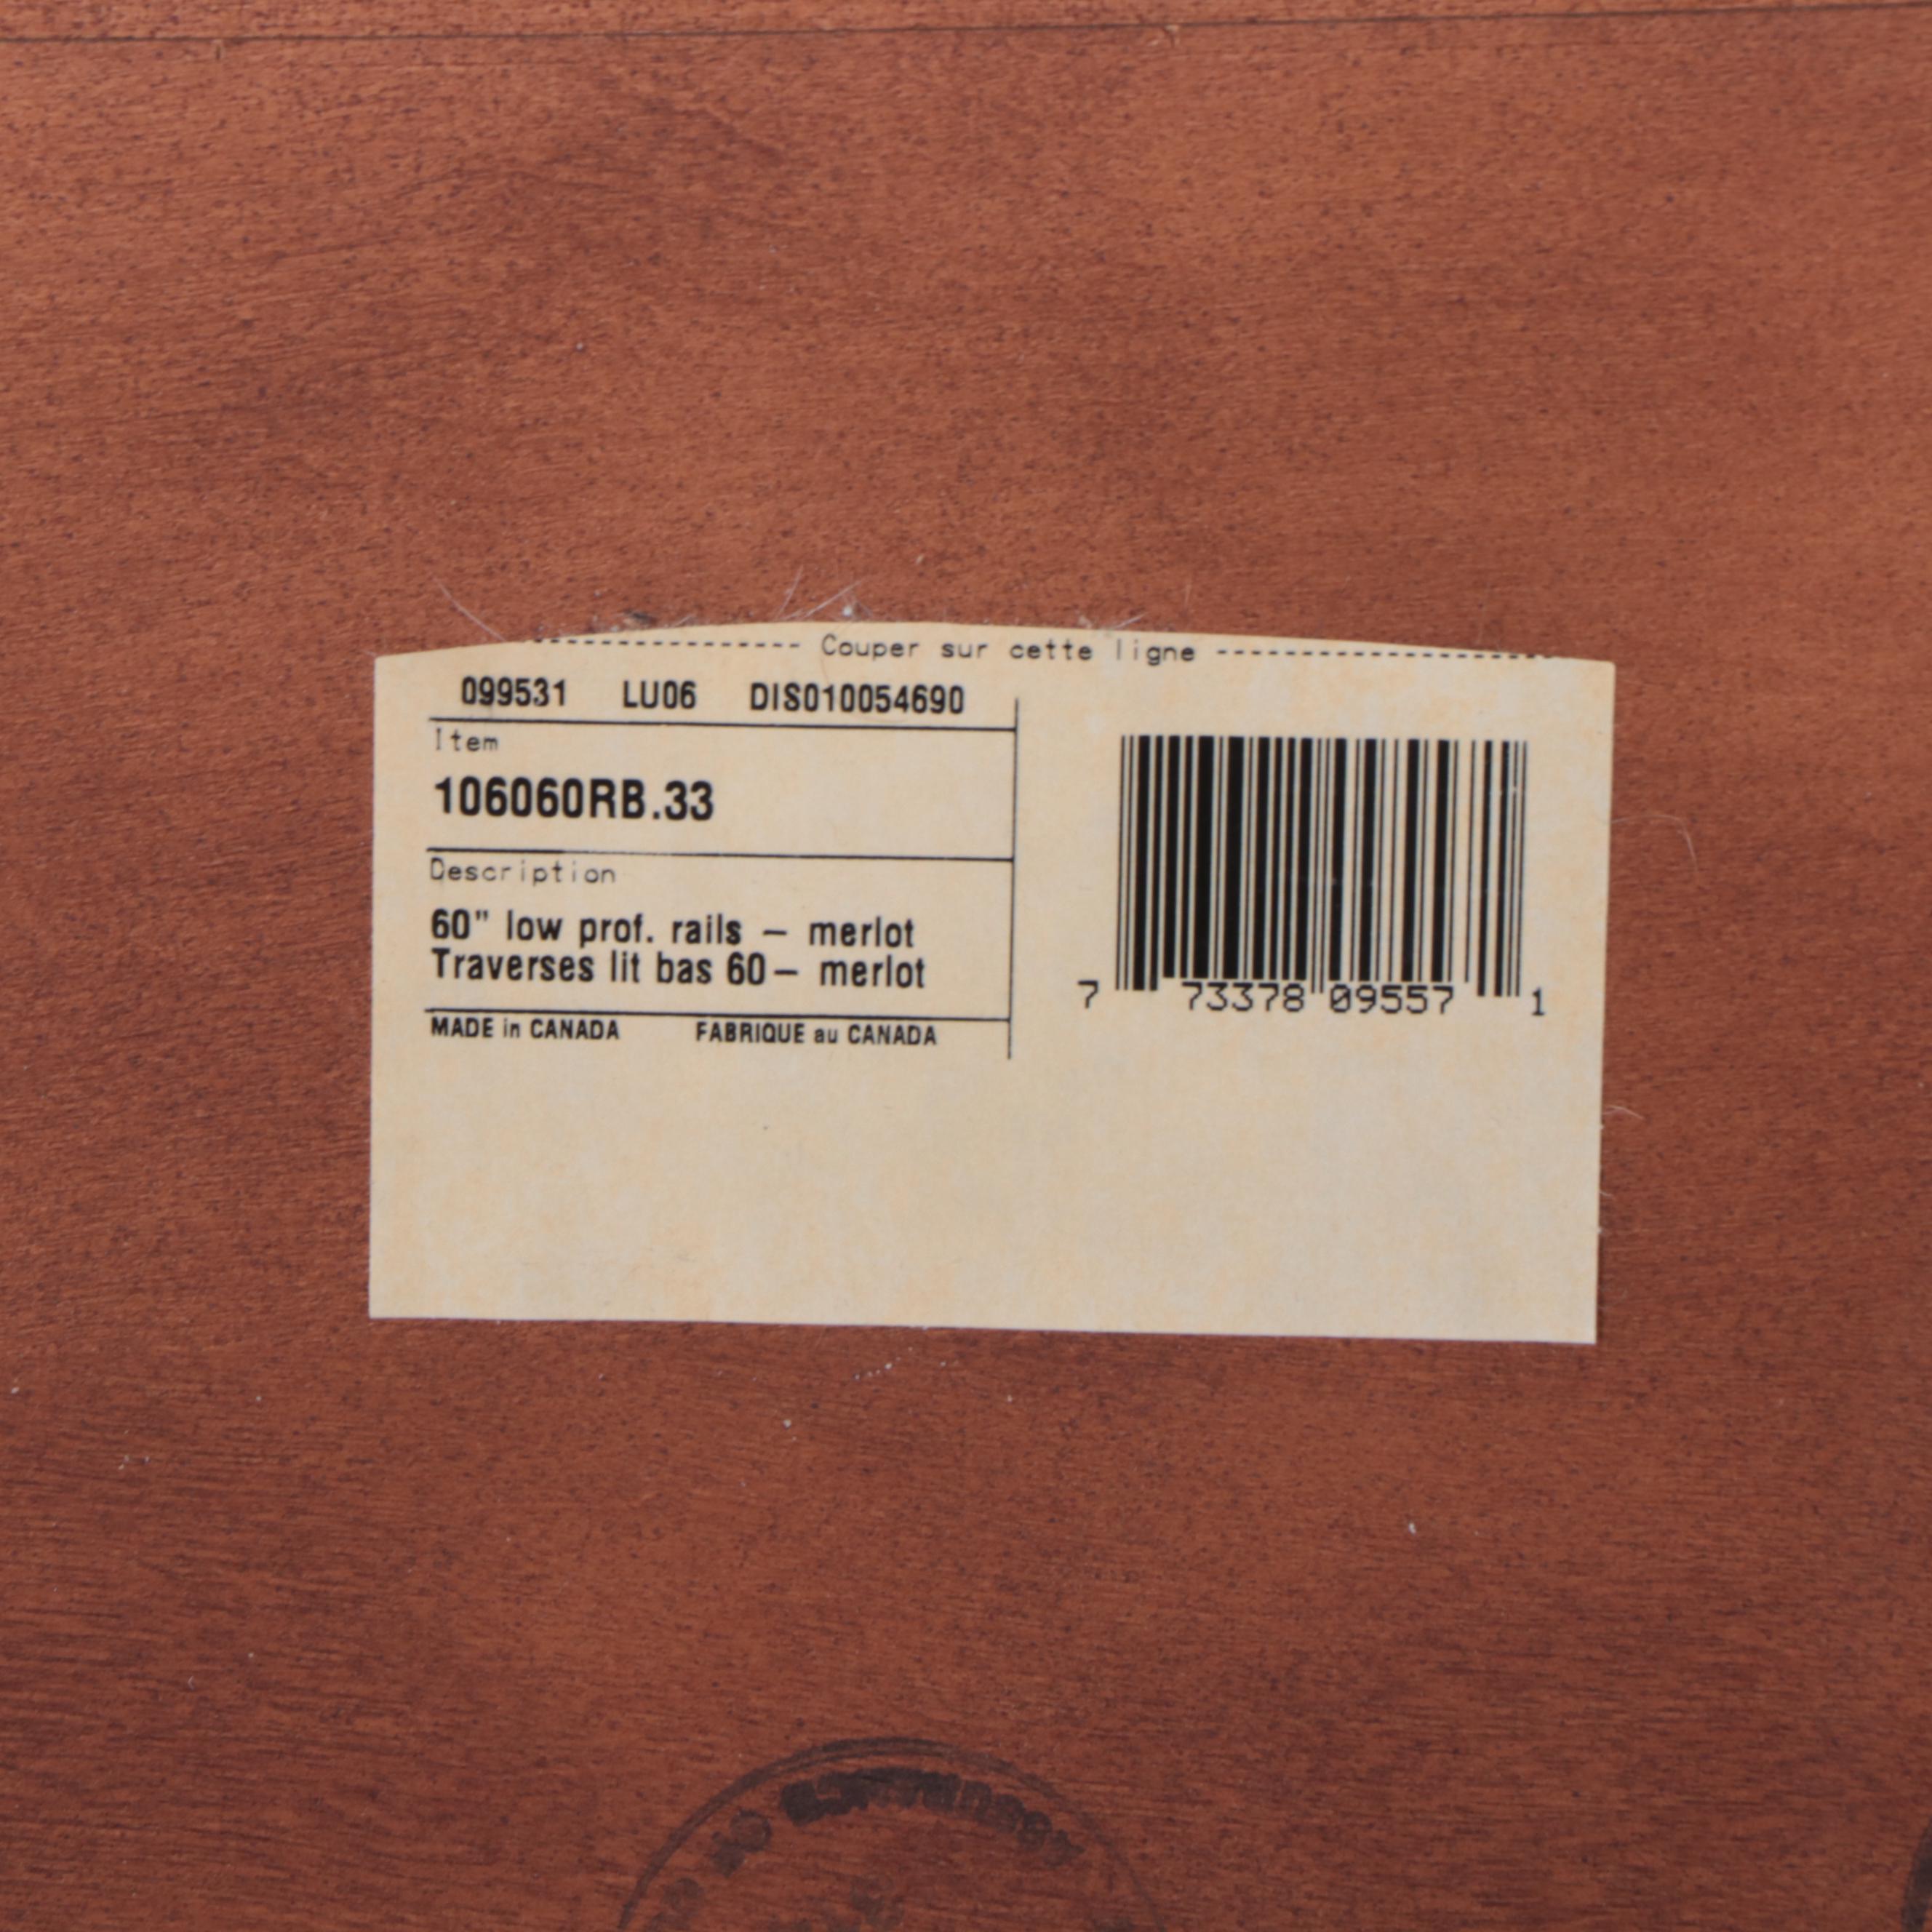 Couper sur cette ligne
099531 LU06 DIS010054690
Item
106060RB.33
Description
60" low prof. rails – merlot
Traverses lit bas 60– merlot
MADE in CANADA FABRIQUE au CANADA
7 73378 09557 1